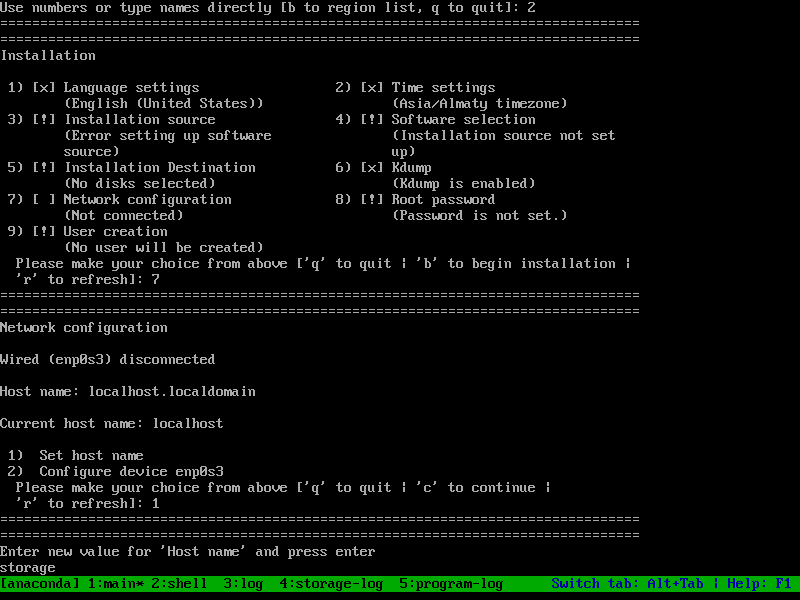 Use numbers or type names directly [b to region list, q to quit]: 2
================================================================================
================================================================================
Installation
1) [x] Language settings                 2) [x] Time settings
(English (United States))                (Asia/Almaty timezone)
3) [!] Installation source               4) [!] Software selection
(Error setting up software               (Installation source not set
source)                                  up)
5) [!] Installation Destination          6) [x] Kdump
(No disks selected)                      (Kdump is enabled)
7) [ ] Network configuration             8) [!] Root password
(Not connected)                          (Password is not set.)
9) [!] User creation
(No user will be created)
Please make your choice from above ['q' to quit | 'b' to begin installation |
'r' to refresh]: 7
================================================================================
================================================================================
Network configuration
Wired (enp0s3) disconnected
Host name: localhost.localdomain
Current host name: localhost
1) Set host name
2) Configure device enp0s3
Please make your choice from above ['q' to quit | 'c' to continue |
'r' to refresh]: 1
================================================================================
================================================================================
Enter new value for 'Host name' and press enter
storage
[anaconda] 1:main* 2:shell 3:log 4:storage-log 5:program-log Switch tab: Alt+Tab | Help: F1